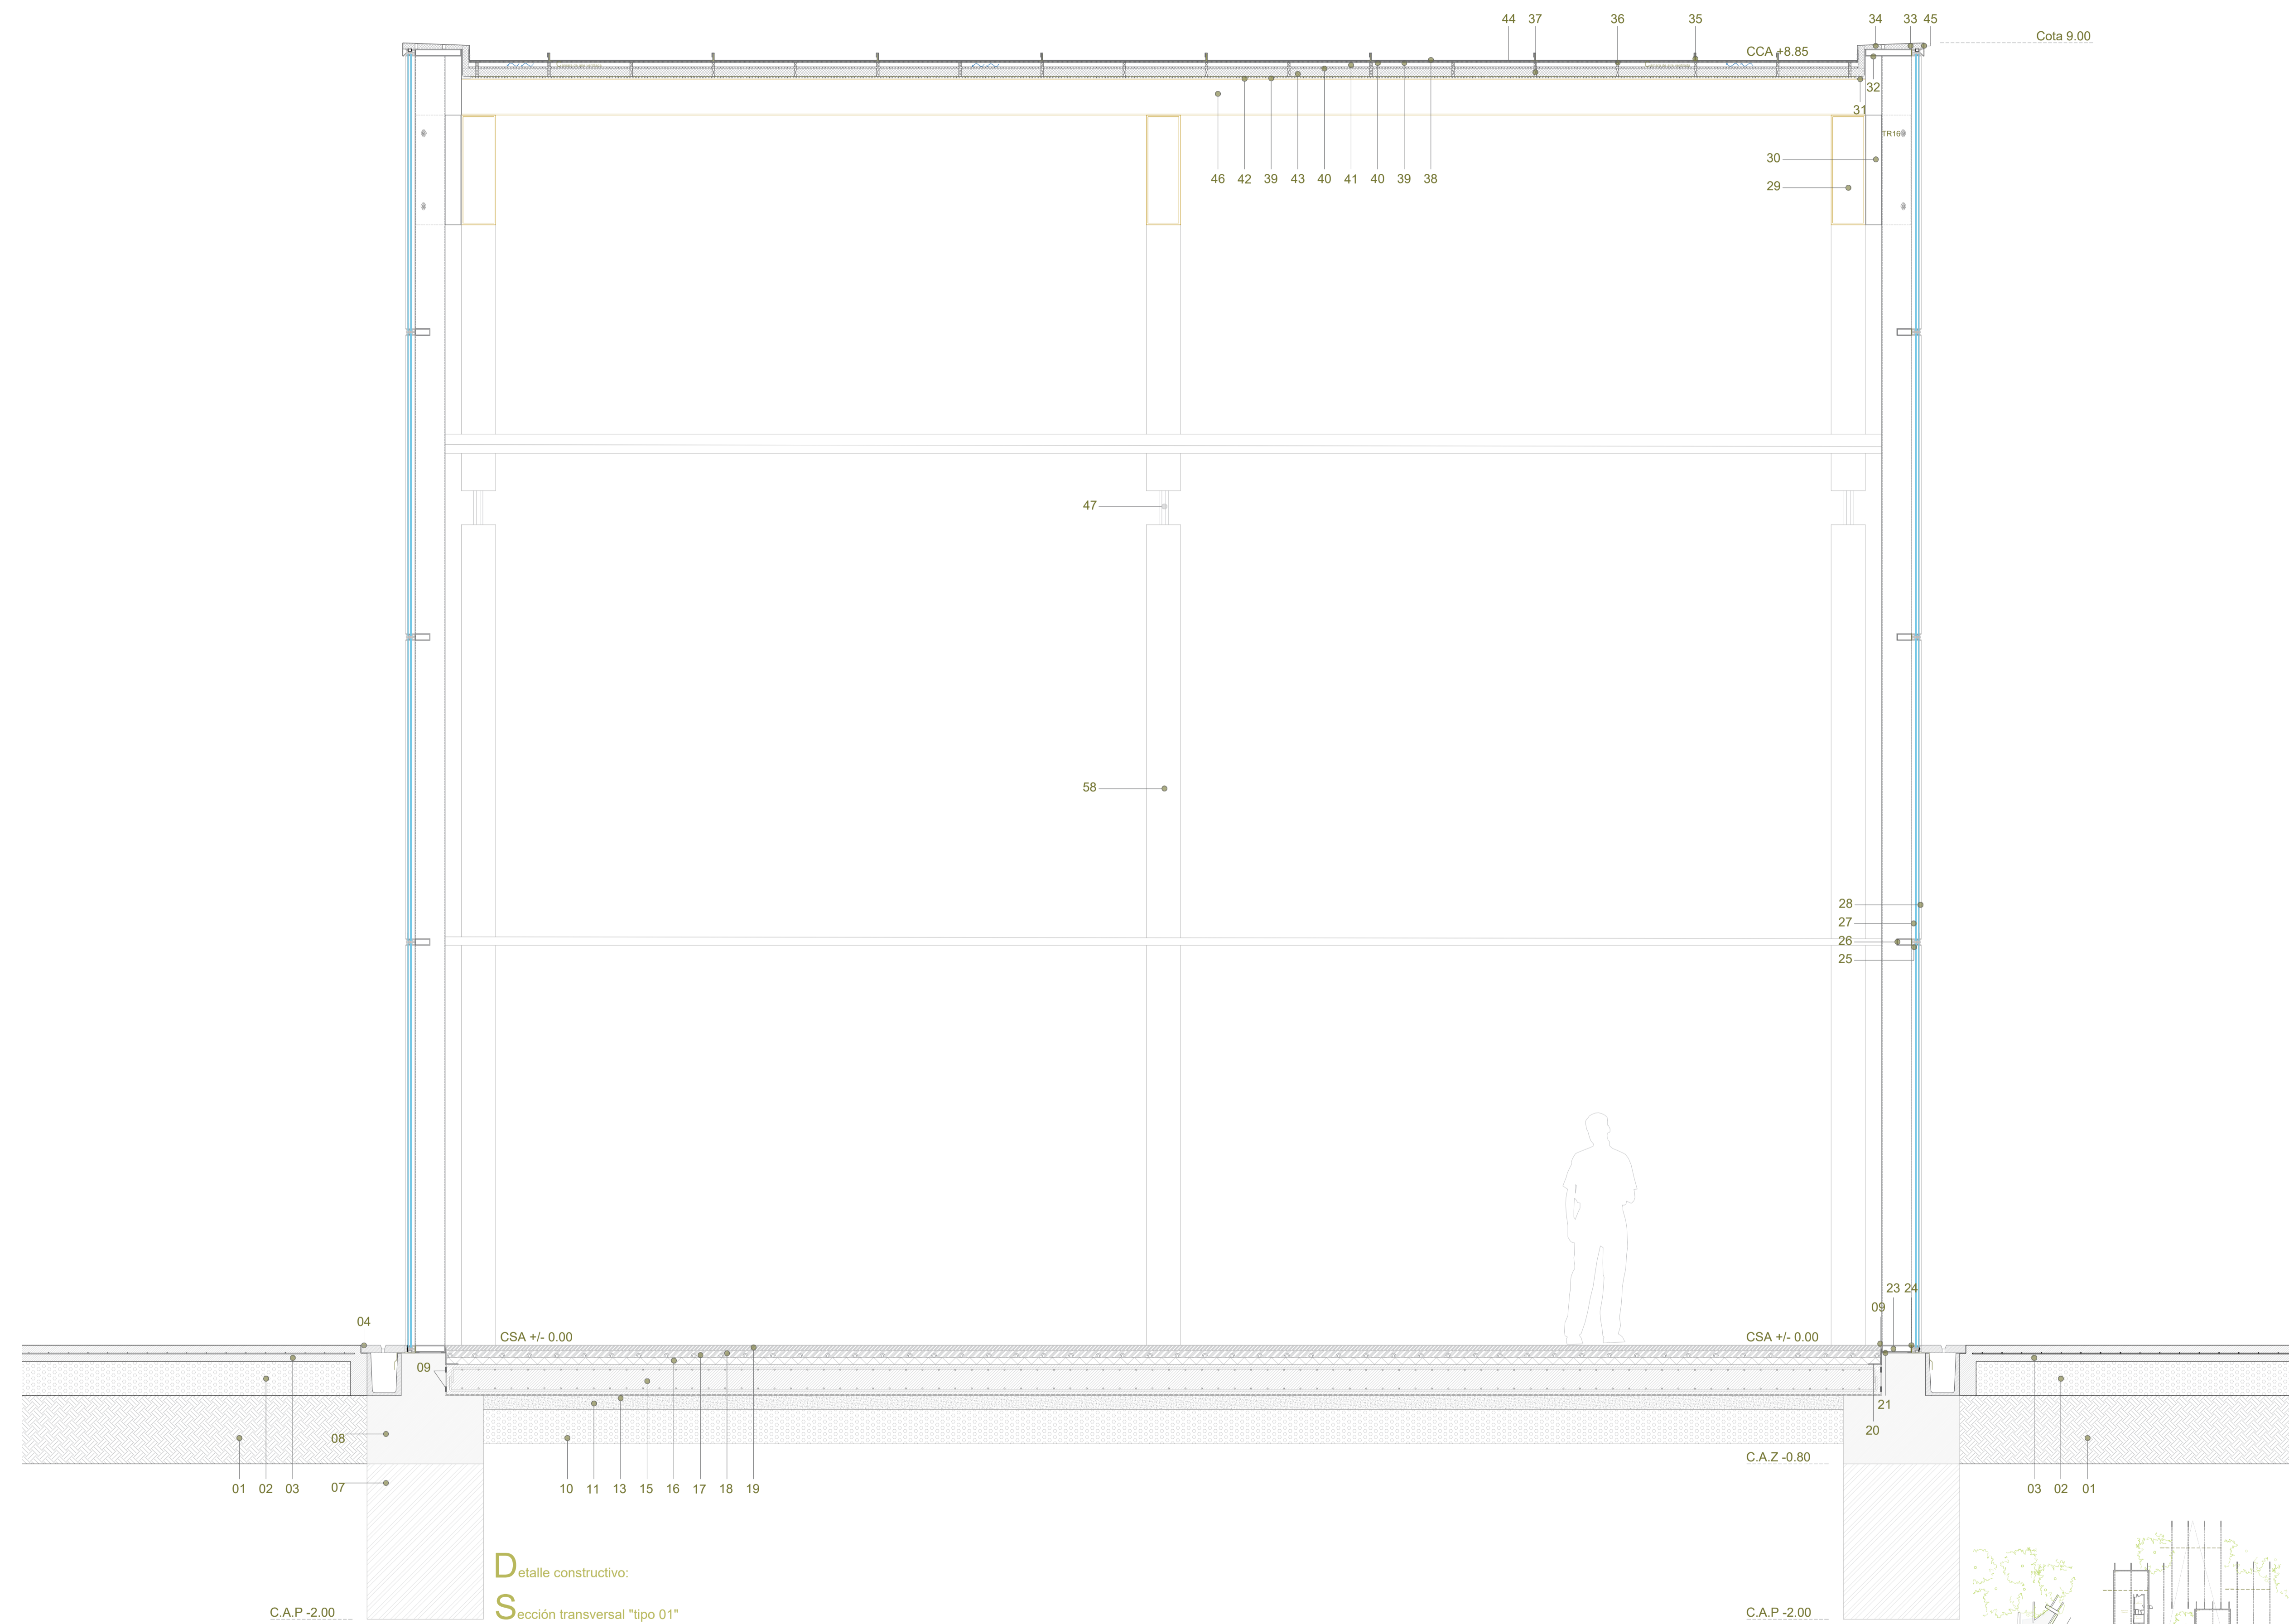 44 37 36 35 34 33 45
Cota 9.00
CCA +8.85
32
31
TR16
30
29
46 42 39 43 40 41 40 39 38
47
58
28
27
26
25
23 24
09
04
CSA +/- 0.00
CSA +/- 0.00
09
21
20
08
C.A.Z -0.80
01 02 03 07 10 11 13 15 16 17 18 19
03 02 01
Detalle constructivo:
Sección transversal "tipo 01"
C.A.P -2.00
C.A.P -2.00